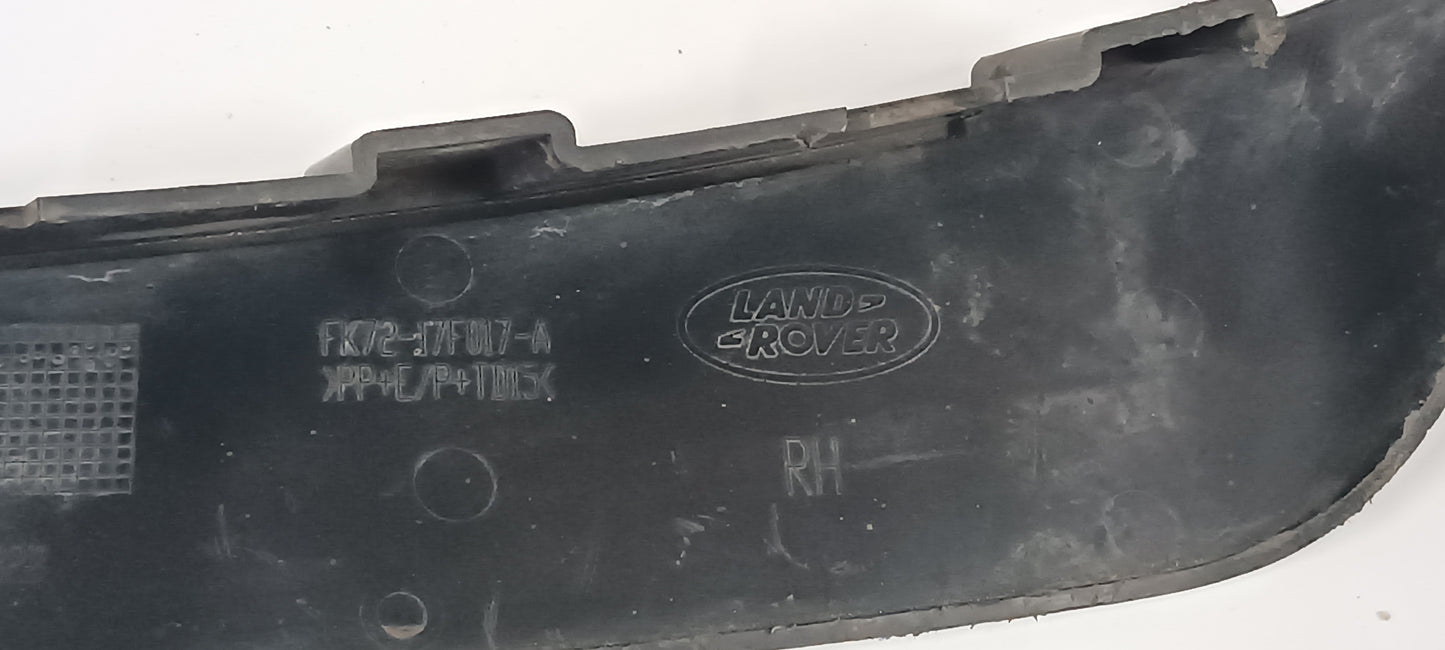 FK72-17F017-A
>PP+E/P+TD15<
LAND
ROVER
RH